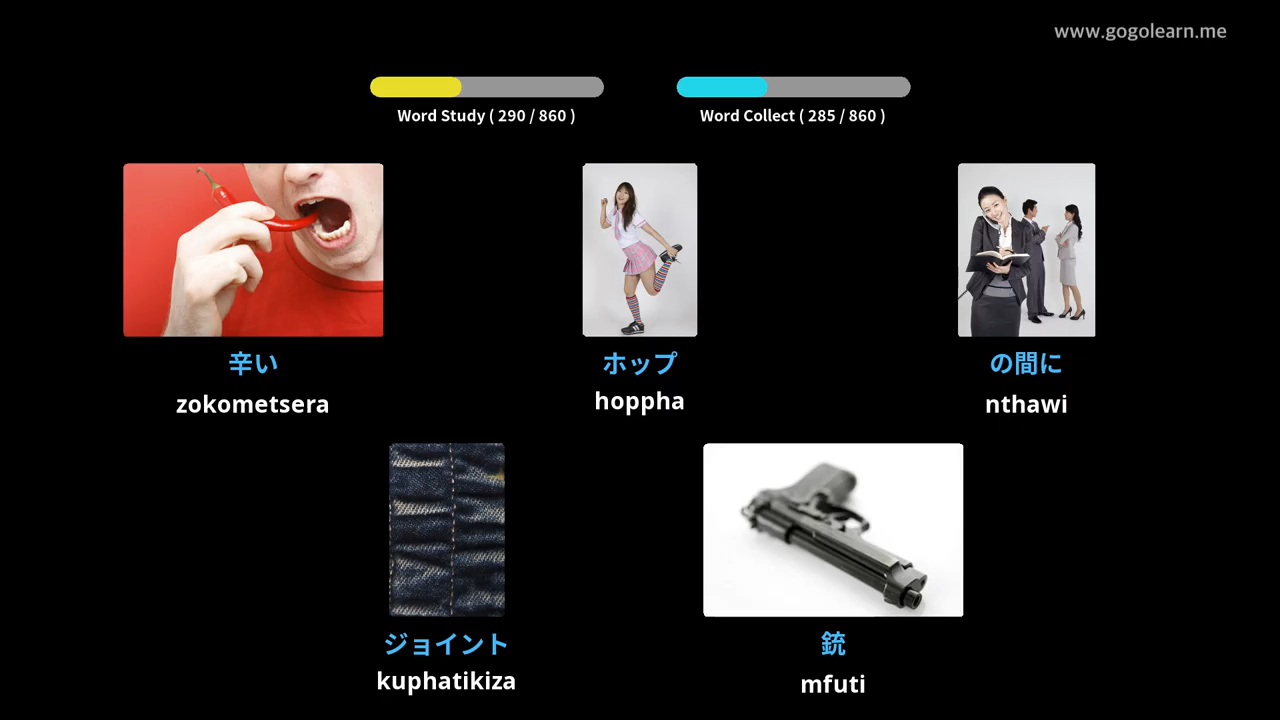 www.gogolearn.me
Word Study ( 290 / 860 )
Word Collect ( 285 / 860 )
辛い
zokometsera
ホップ
hoppha
の間に
nthawi
ジョイント
kuphatikiza
銃
mfuti